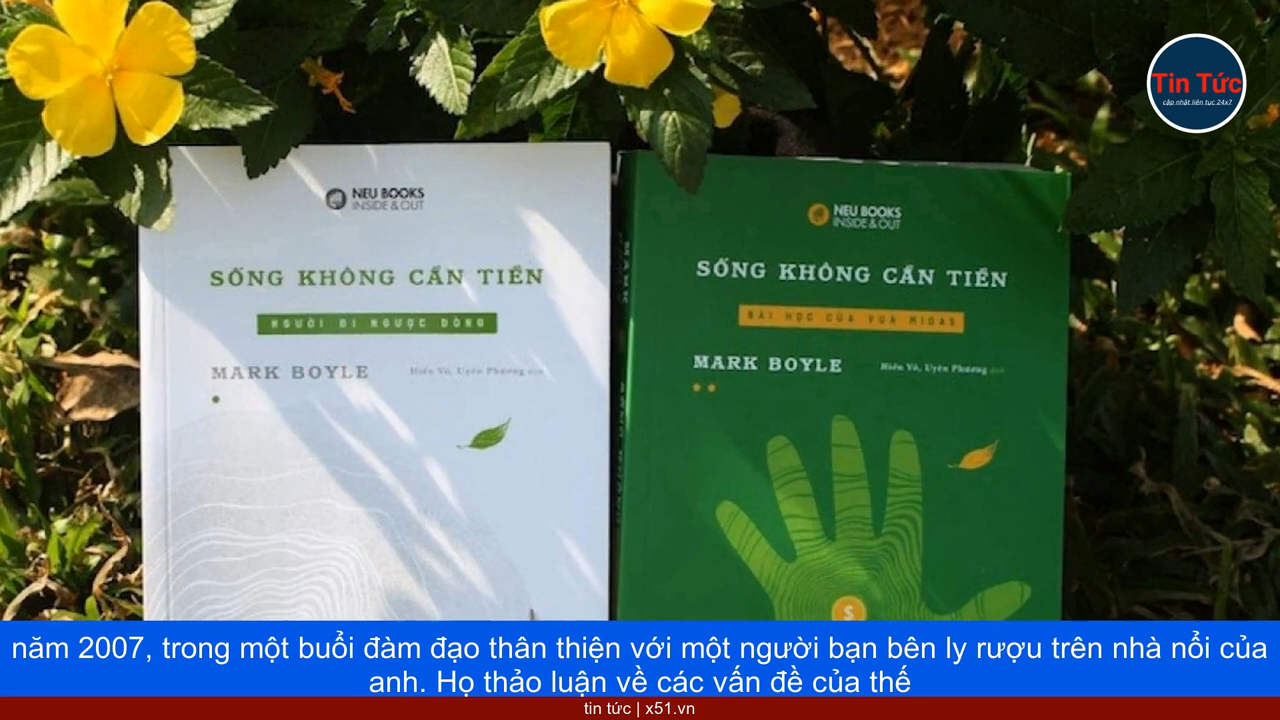 Tin Tức
cập nhật liên tục 24x7
NEU BOOKS
INSIDE & OUT
SỐNG KHÔNG CẦN TIỀN
NGƯỜI ĐI NGƯỢC DÒNG
MARK BOYLE
Hiền Vũ, Uyên Phương dịch
NEU BOOKS
INSIDE & OUT
SỐNG KHÔNG CẦN TIỀN
BÀI HỌC CỦA VUA MIDAS
MARK BOYLE
Hiền Vũ, Uyên Phương dịch
$
năm 2007, trong một buổi đàm đạo thân thiện với một người bạn bên ly rượu trên nhà nổi của
anh. Họ thảo luận về các vấn đề của thế
tin tức | x51.vn